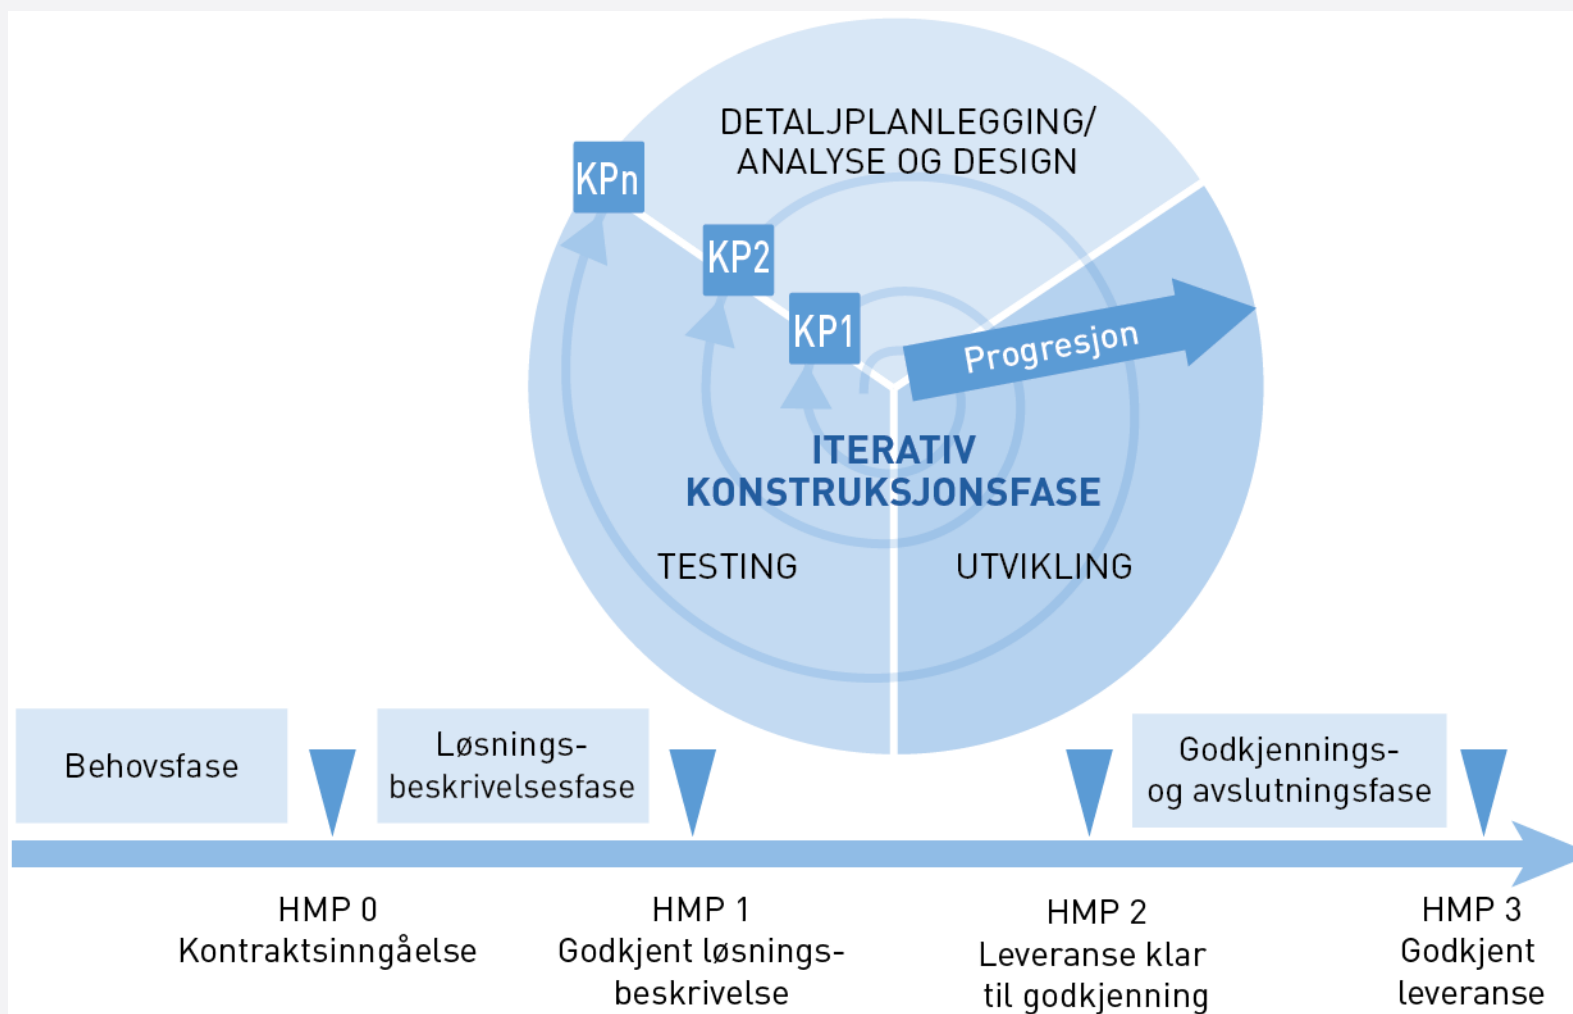 DETALJPLANLEGGING/
ANALYSE OG DESIGN
KPn
KP2
KP1
Progresjon
ITERATIV
KONSTRUKSJONSFASE
TESTING
UTVIKLING
Behovsfase
Løsnings-
beskrivelsesfase
Godkjennings-
og avslutningsfase
HMP 0
Kontraktsinngåelse
HMP 1
Godkjent løsnings-
beskrivelse
HMP 2
Leveranse klar
til godkjenning
HMP 3
Godkjent
leveranse